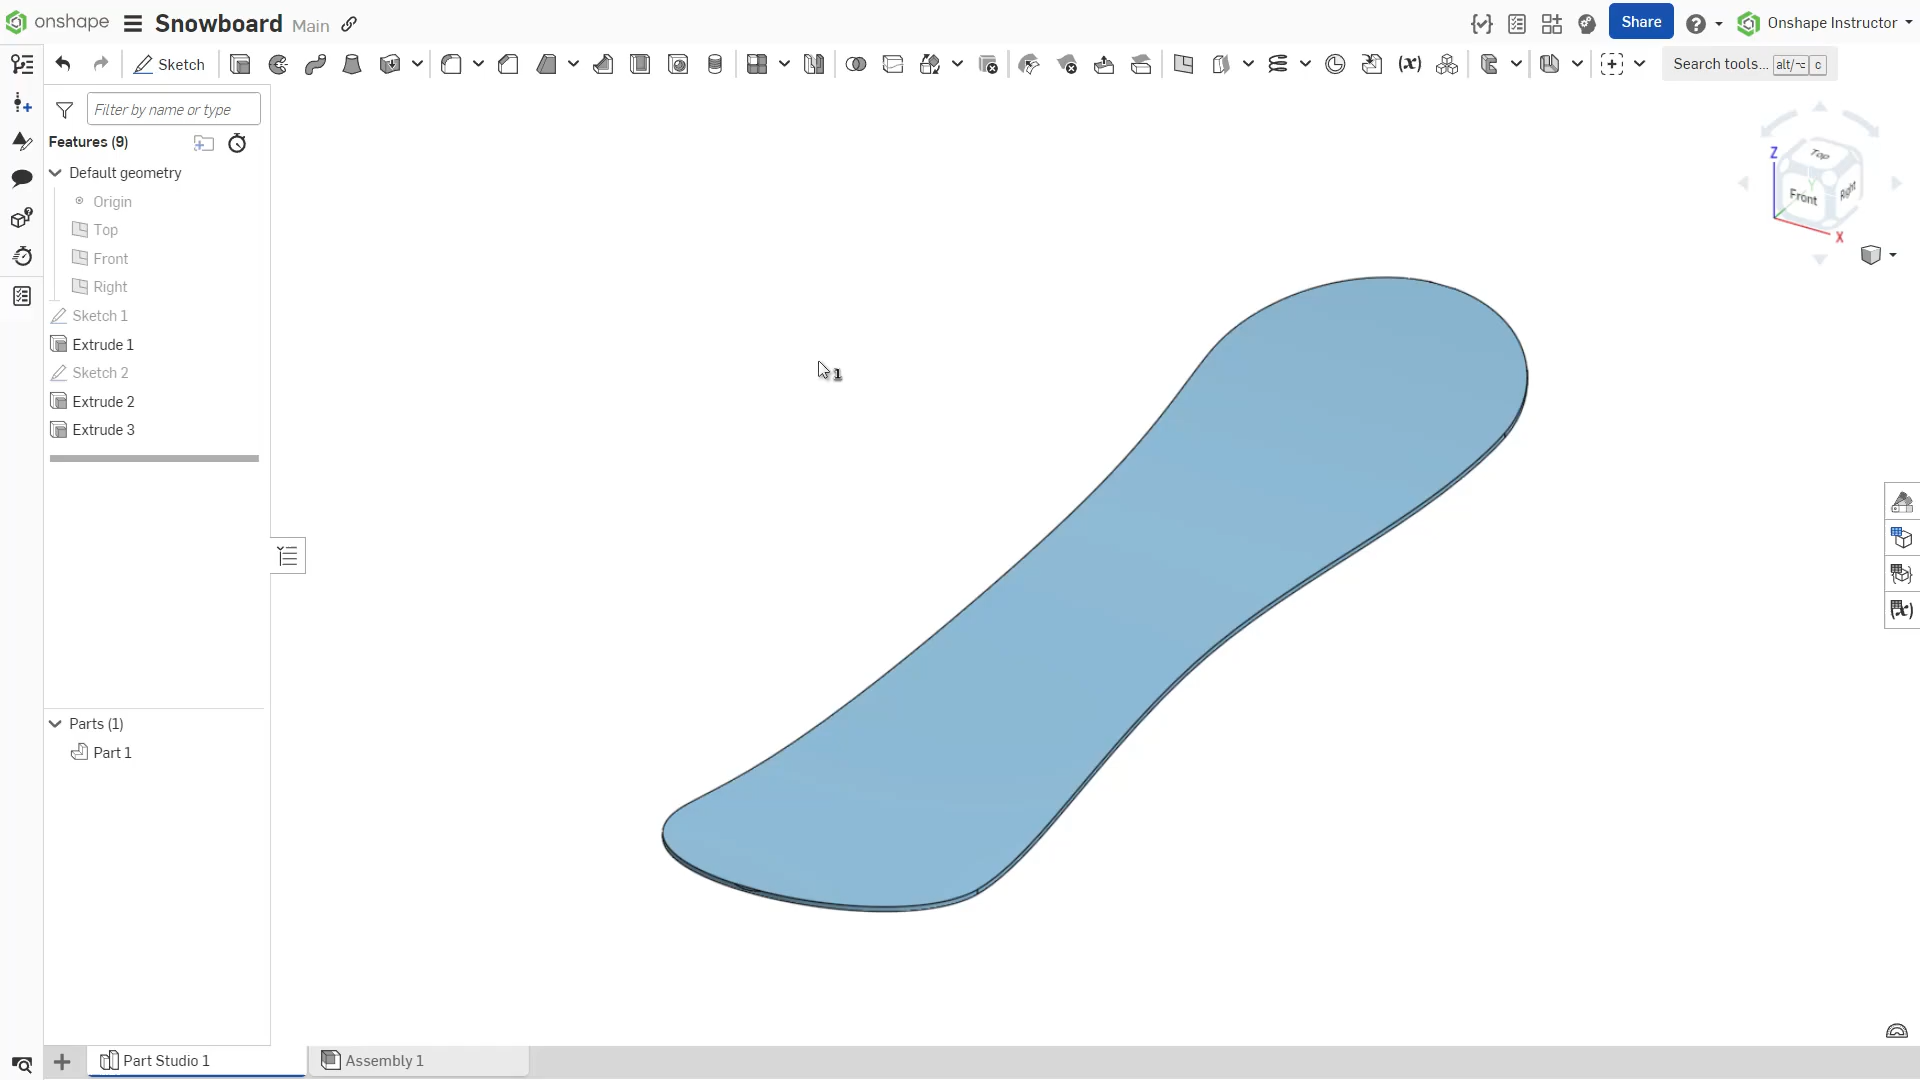 onshape Snowboard Main Share Onshape Instructor
Sketch Search tools... alt/⌥ c
Filter by name or type
Features (9)
Default geometry
Origin
Top
Front
Right
Sketch 1
Extrude 1
Sketch 2
Extrude 2
Extrude 3
Parts (1)
Part 1
Z
Top
Y
Front
Right
X
1
(x)
(x)
Part Studio 1 Assembly 1